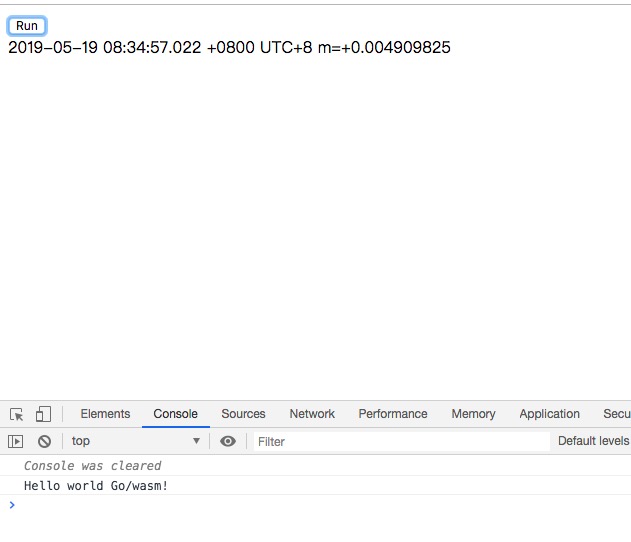 Run
2019-05-19 08:34:57.022 +0800 UTC+8 m=+0.004909825
Elements Console Sources Network Performance Memory Application Secu
top Filter Default levels
Console was cleared
Hello world Go/wasm!